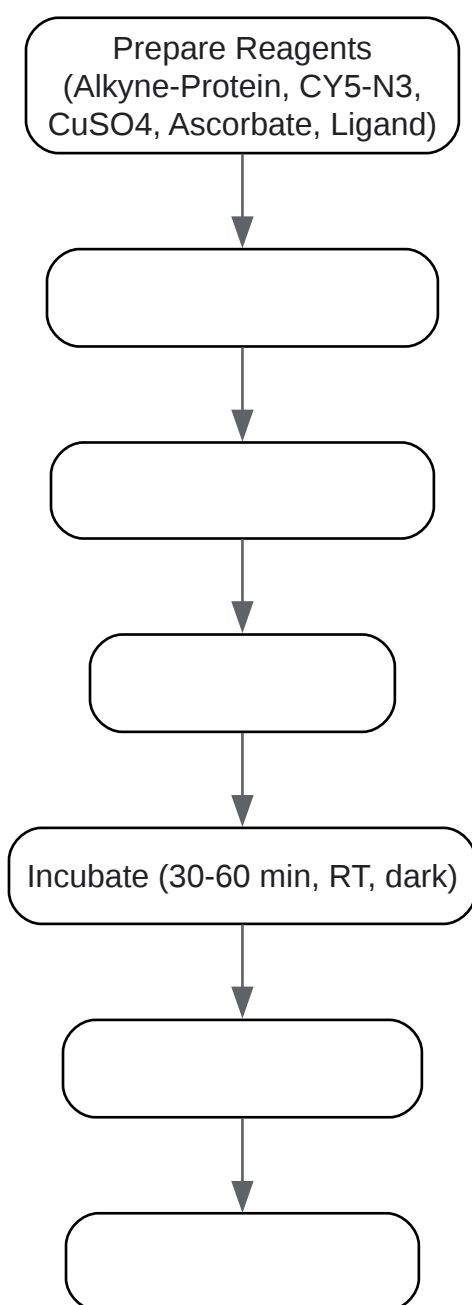 Prepare Reagents
(Alkyne-Protein, CY5-N3,
CuSO4, Ascorbate, Ligand)
Incubate (30-60 min, RT, dark)